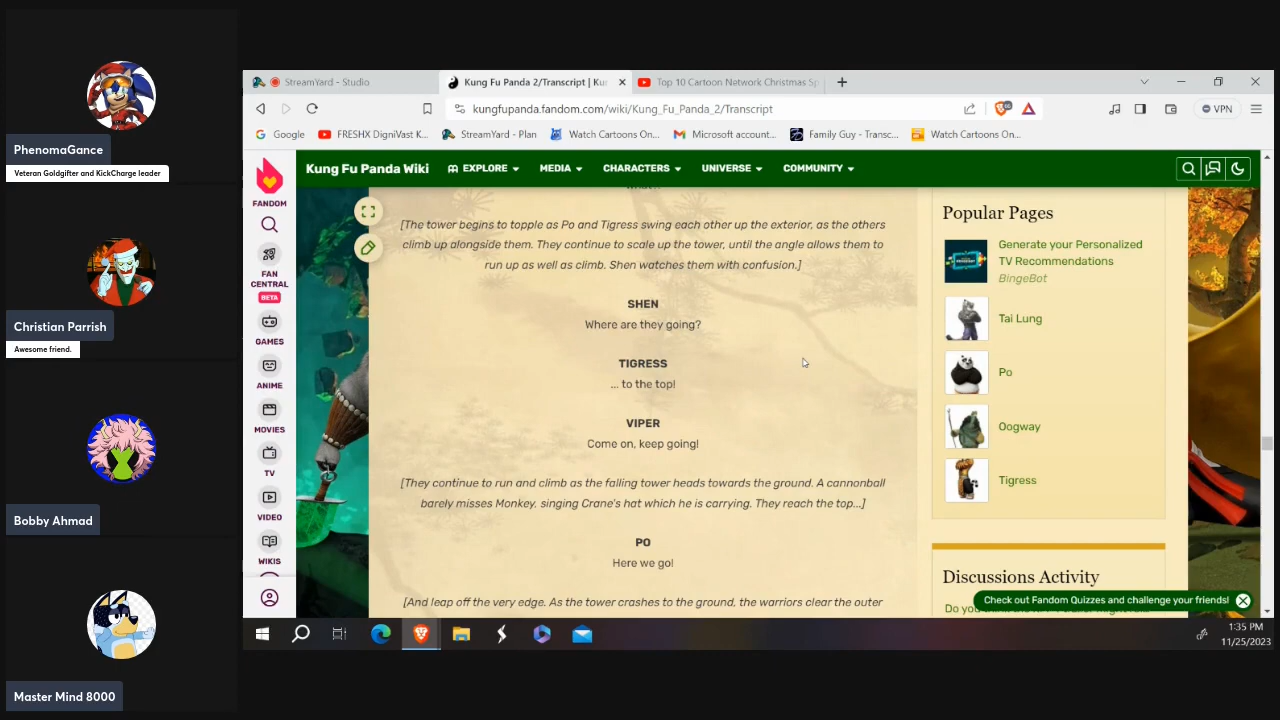 PhenomaGance
Veteran Goldgifter and KickCharge leader
Christian Parrish
Awesome friend.
Bobby Ahmad
Master Mind 8000
StreamYard - Studio
Kung Fu Panda 2/Transcript | Ku
Top 10 Cartoon Network Christmas Sp
kungfupanda.fandom.com/wiki/Kung_Fu_Panda_2/Transcript
VPN
Google
FRESHX DigniVast K...
StreamYard - Plan
Watch Cartoons On...
Microsoft account...
Family Guy - Transc...
Watch Cartoons On...
FANDOM
FAN CENTRAL
BETA
GAMES
ANIME
MOVIES
TV
VIDEO
WIKIS
Kung Fu Panda Wiki
EXPLORE
MEDIA
CHARACTERS
UNIVERSE
COMMUNITY
[The tower begins to topple as Po and Tigress swing each other up the exterior, as the others
climb up alongside them. They continue to scale up the tower, until the angle allows them to
run up as well as climb. Shen watches them with confusion.]
SHEN
Where are they going?
TIGRESS
... to the top!
VIPER
Come on, keep going!
[They continue to run and climb as the falling tower heads towards the ground. A cannonball
barely misses Monkey, singing Crane's hat which he is carrying. They reach the top...]
PO
Here we go!
[And leap off the very edge. As the tower crashes to the ground, the warriors clear the outer
Popular Pages
Generate your Personalized
TV Recommendations
BingeBot
Tai Lung
Po
Oogway
Tigress
Discussions Activity
Check out Fandom Quizzes and challenge your friends!
1:35 PM
11/25/2023